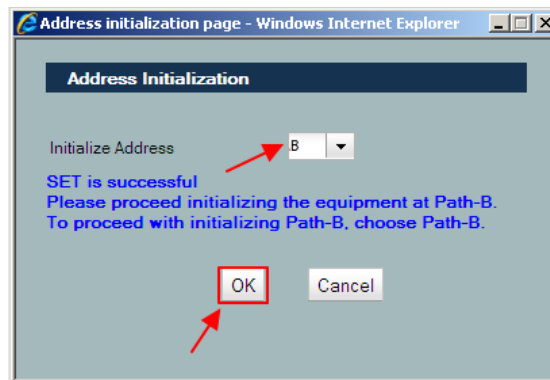 Address initialization page - Windows Internet Explorer
Address Initialization
Initialize Address B
SET is successful
Please proceed initializing the equipment at Path-B.
To proceed with initializing Path-B, choose Path-B.
OK Cancel